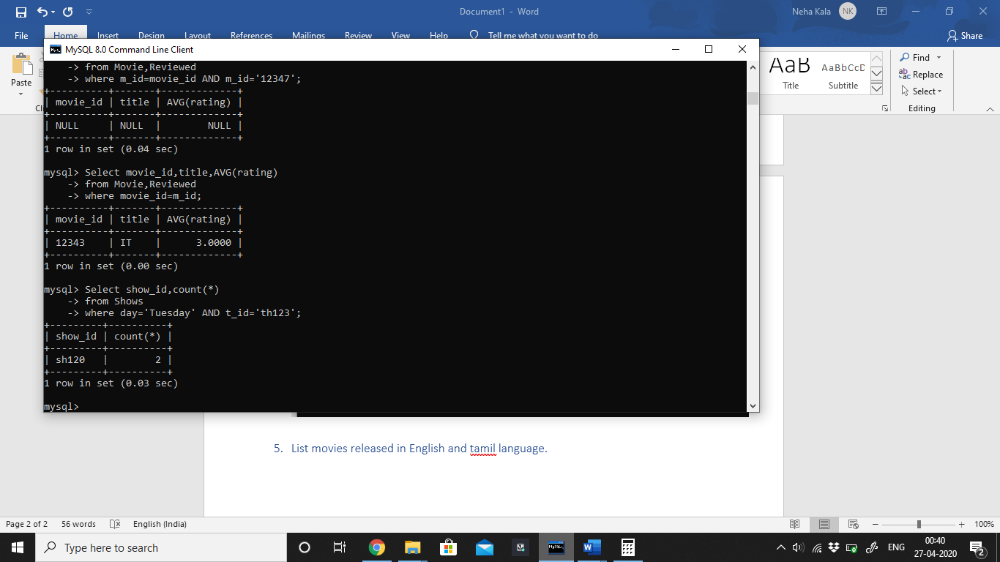 Document1 - Word
Neha Kala NK
File Home Insert Design Layout References Mailings Review View Help Tell me what you want to do Share
Paste
AaB AaBbCcD
Title Subtitle
Find
Replace
Select
Editing
MySQL 8.0 Command Line Client
-> from Movie,Reviewed
-> where m_id=movie_id AND m_id='12347';
+----------+-------+-------------+
| movie_id | title | AVG(rating) |
+----------+-------+-------------+
| NULL | NULL | NULL |
+----------+-------+-------------+
1 row in set (0.04 sec)
mysql> Select movie_id,title,AVG(rating)
-> from Movie,Reviewed
-> where movie_id=m_id;
+----------+-------+-------------+
| movie_id | title | AVG(rating) |
+----------+-------+-------------+
| 12343 | IT | 3.0000 |
+----------+-------+-------------+
1 row in set (0.00 sec)
mysql> Select show_id,count(*)
-> from Shows
-> where day='Tuesday' AND t_id='th123';
+---------+----------+
| show_id | count(*) |
+---------+----------+
| sh120 | 2 |
+---------+----------+
1 row in set (0.03 sec)
mysql>
5. List movies released in English and tamil language.
Page 2 of 2 56 words English (India) 100%
Type here to search
ENG
00:40
27-04-2020
2